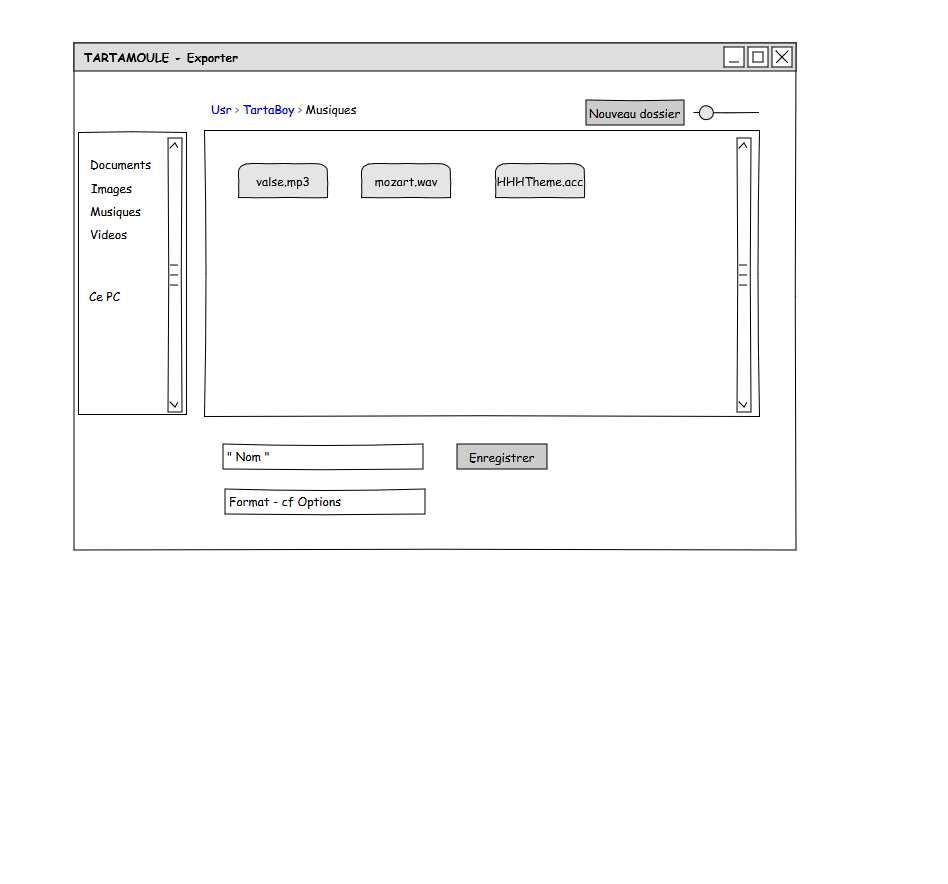 TARTAMOULE - Exporter
Usr > TartaBoy > Musiques
Nouveau dossier
Documents
Images
Musiques
Videos
Ce PC
valse.mp3
mozart.wav
HHHTheme.acc
" Nom "
Enregistrer
Format - cf Options